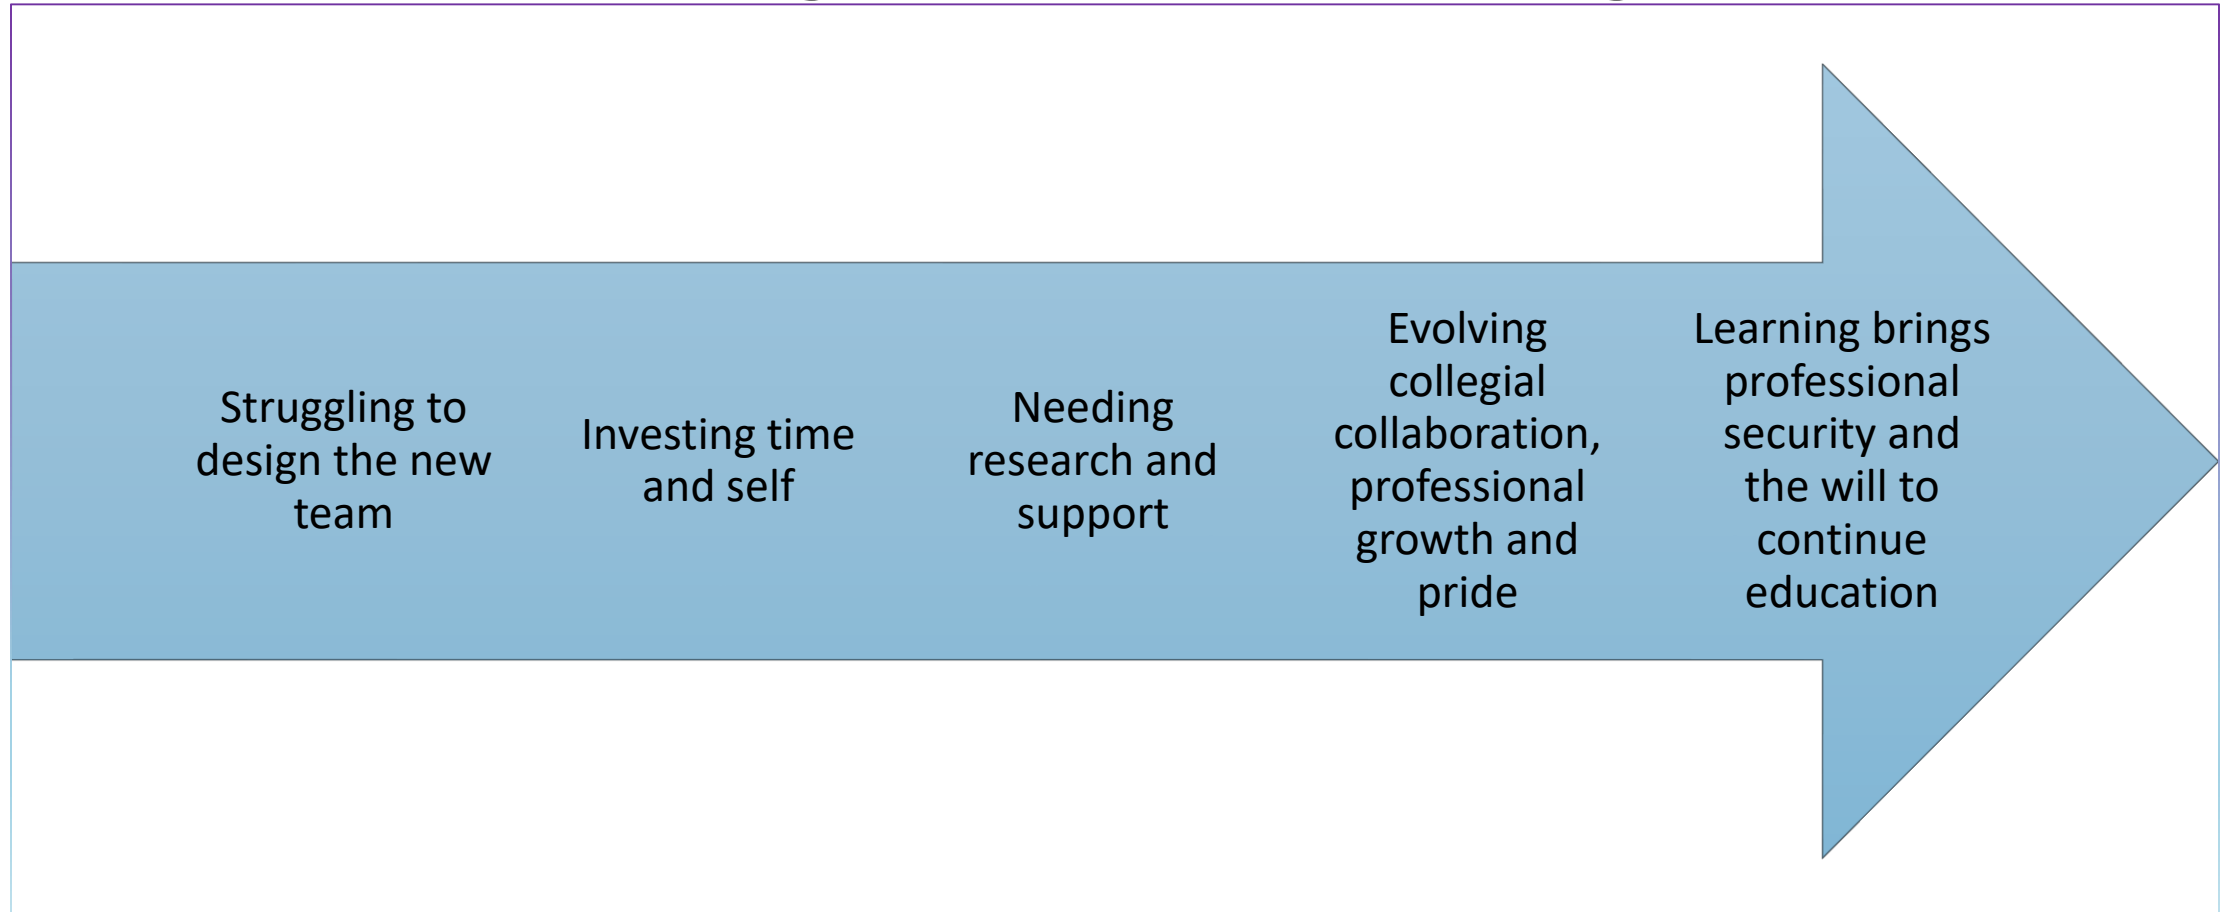 Struggling to
design the new
team
Investing time
and self
Needing
research and
support
Evolving
collegial
collaboration,
professional
growth and
pride
Learning brings
professional
security and
the will to
continue
education